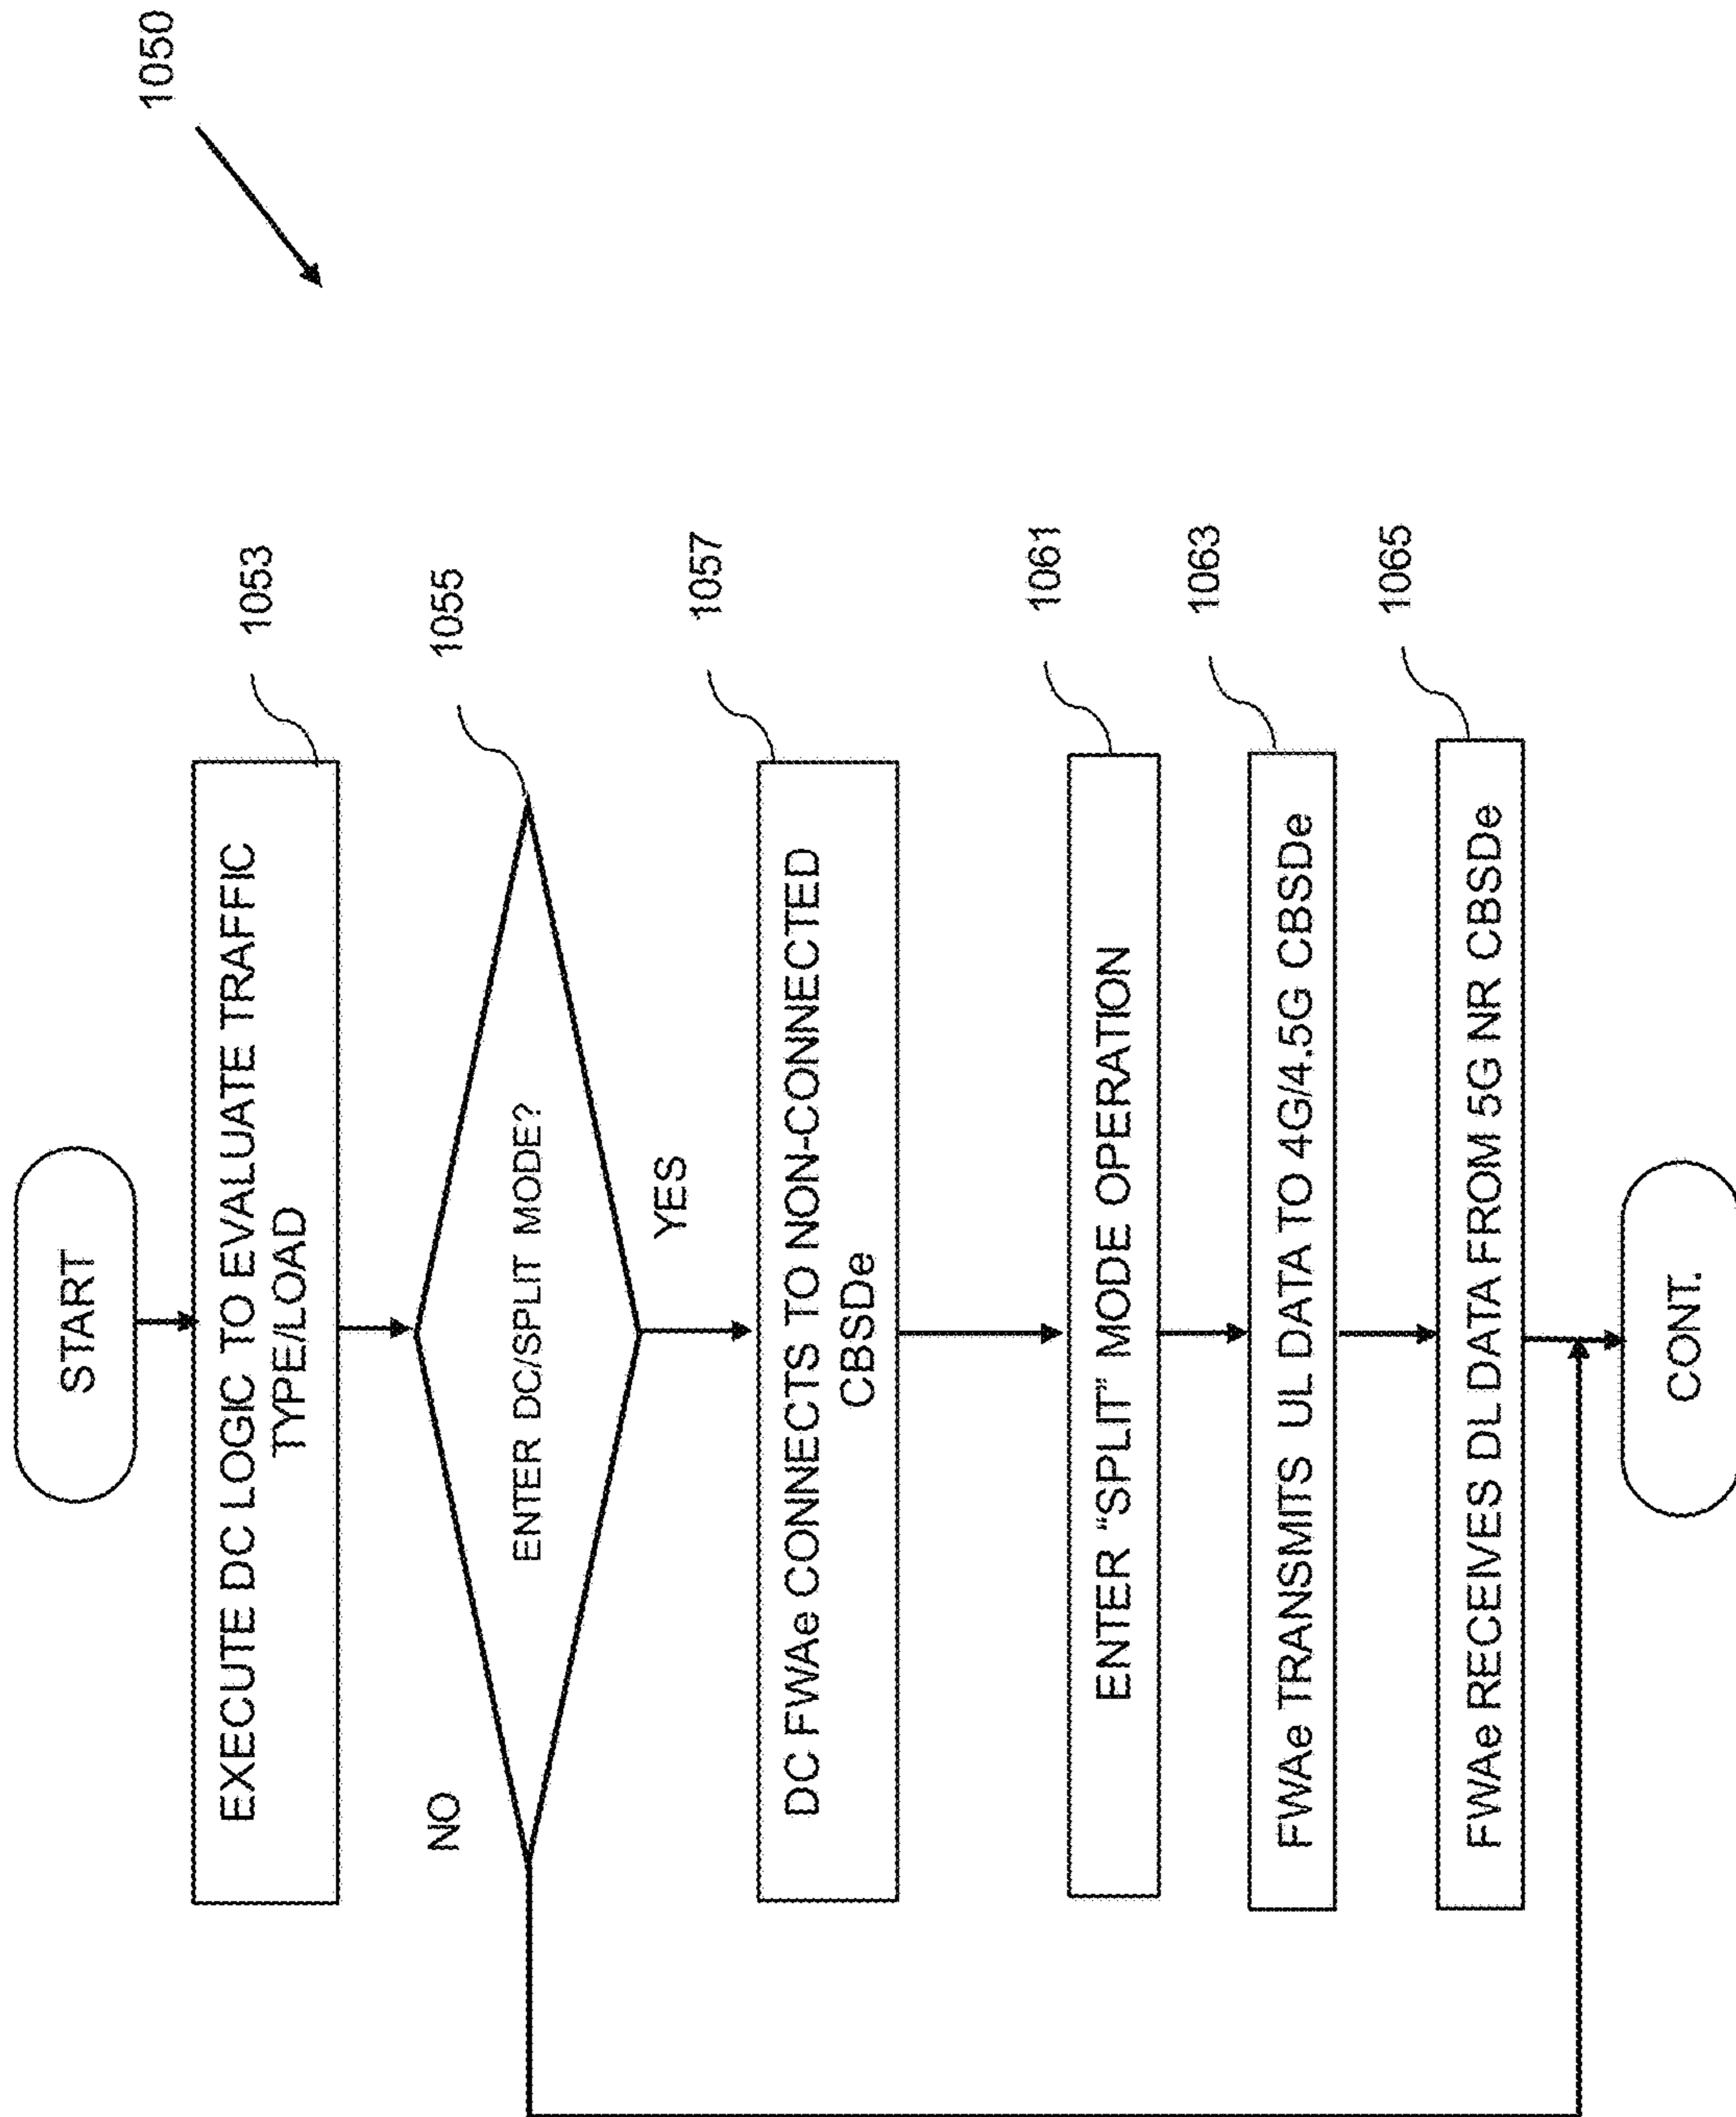 1050
START
EXECUTE DC LOGIC TO EVALUATE TRAFFIC
TYPE/LOAD
1053
ENTER DC/SPLIT MODE?
1055
NO
YES
DC FWAe CONNECTS TO NON-CONNECTED
CBSDe
1057
ENTER “SPLIT” MODE OPERATION
1061
FWAe TRANSMITS UL DATA TO 4G/4.5G CBSDe
1063
FWAe RECEIVES DL DATA FROM 5G NR CBSDe
1065
CONT.